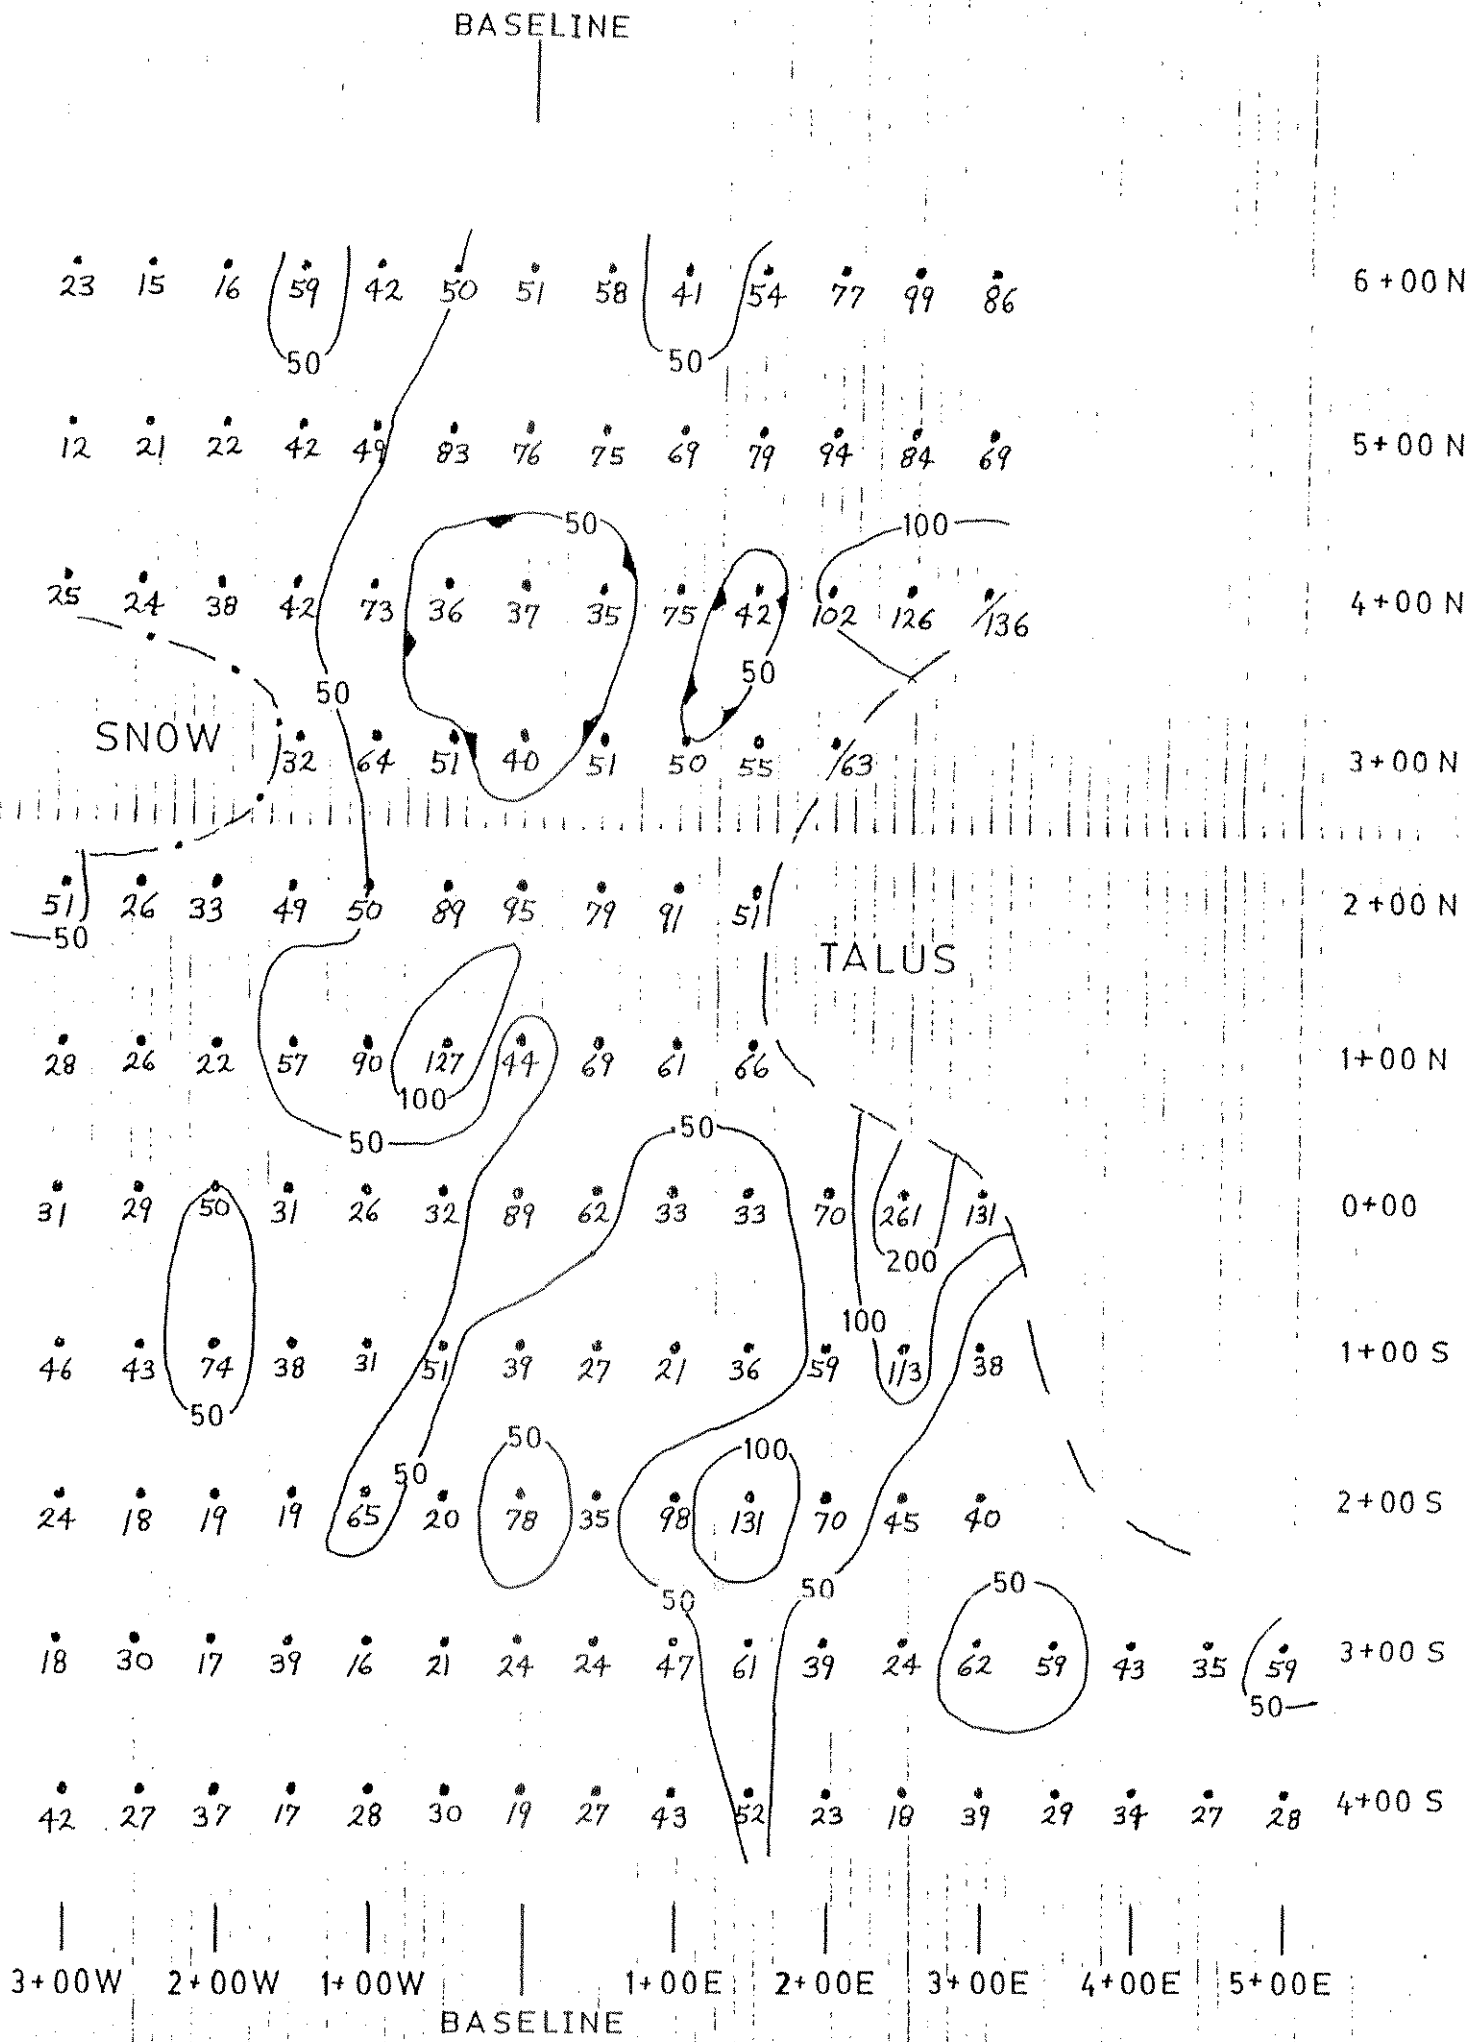 BASELINE
23 15 16 59 42 50 51 58 41 54 77 99 86 6+00 N
50 50
12 21 22 42 49 83 76 75 69 79 94 84 69 5+00 N
50 100
25 24 38 42 73 36 37 35 75 42 102 126 136 4+00 N
50 50
SNOW 32 64 51 40 51 50 55 63 3+00 N
51 26 33 49 50 89 95 79 91 51 2+00 N
50
TALUS
28 26 22 57 90 127 44 69 61 66 1+00 N
100
50 50
31 29 50 31 26 32 89 62 33 33 70 261 131 0+00
200
100
46 43 74 38 31 51 39 27 21 36 59 113 38 1+00 S
50
50 100
50
24 18 19 19 65 20 78 35 98 131 70 45 40 2+00 S
50 50 50
18 30 17 39 16 21 24 24 47 61 39 24 62 59 43 35 59 3+00 S
50
42 27 37 17 28 30 19 27 43 52 23 18 39 29 34 27 28 4+00 S
3+00W 2+00W 1+00W 1+00E 2+00E 3+00E 4+00E 5+00E
BASELINE